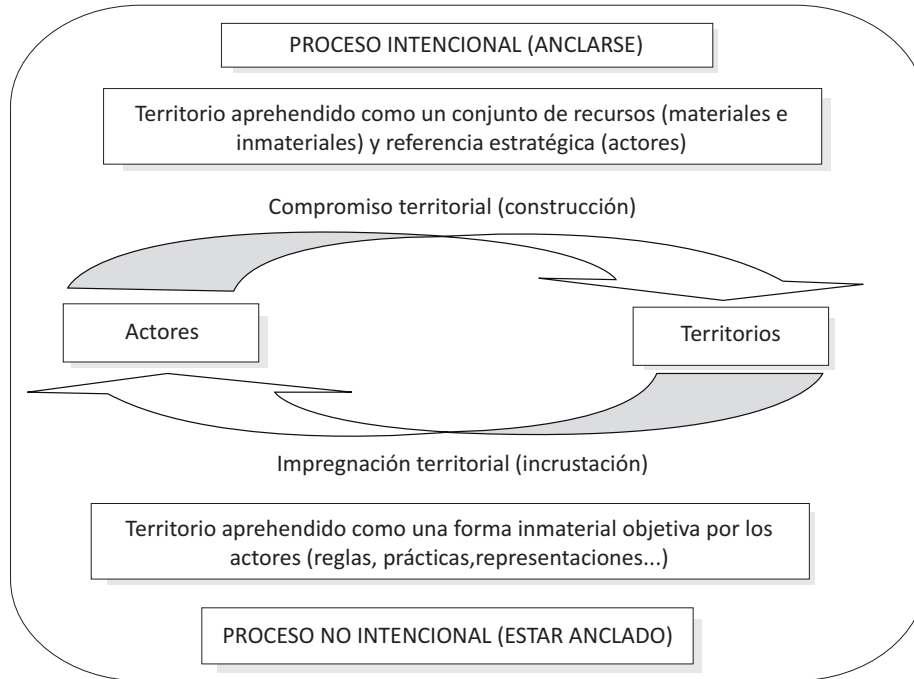 PROCESO INTENCIONAL (ANCLARSE)
Territorio aprehendido como un conjunto de recursos (materiales e
inmateriales) y referencia estratégica (actores)
Compromiso territorial (construcción)
Actores
Territorios
Impregnación territorial (incrustación)
Territorio aprehendido como una forma inmaterial objetiva por los
actores (reglas, prácticas,representaciones...)
PROCESO NO INTENCIONAL (ESTAR ANCLADO)